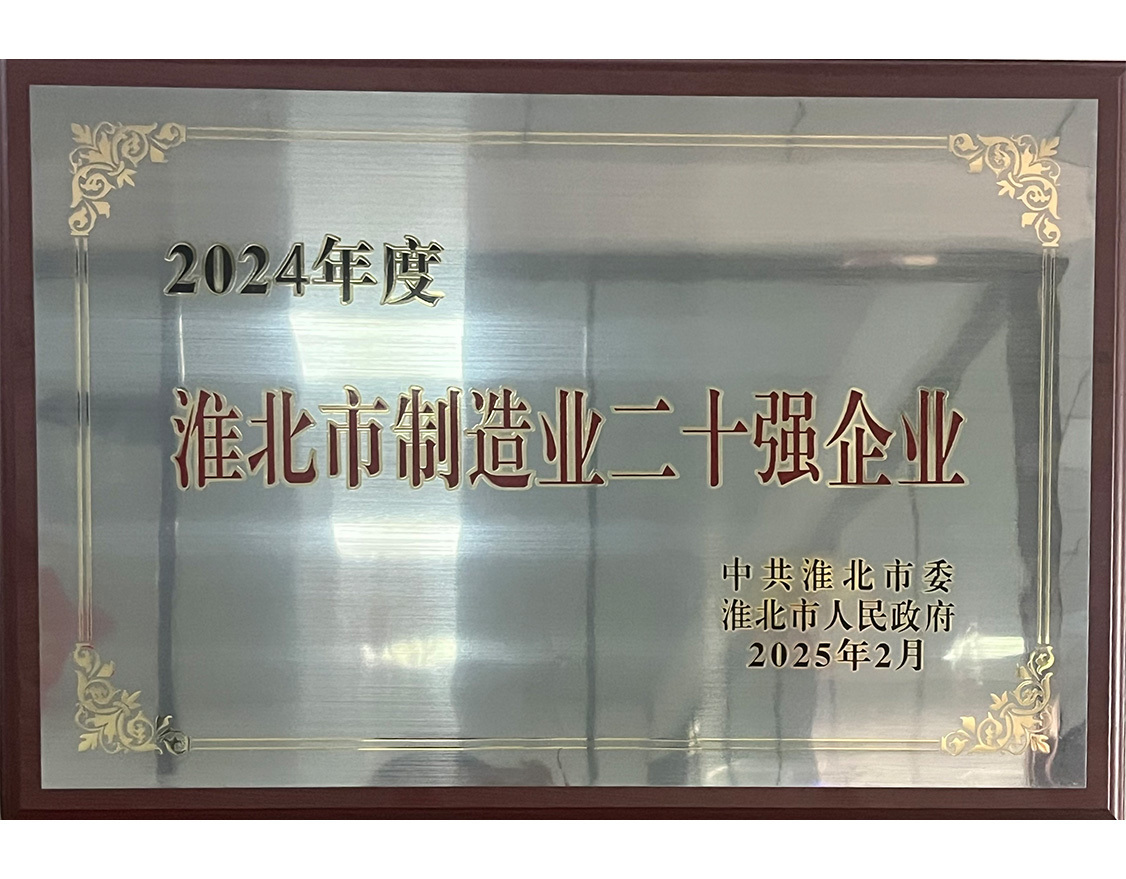 2024年度
淮北市制造业二十强企业
中共淮北市委
淮北市人民政府
2025年2月